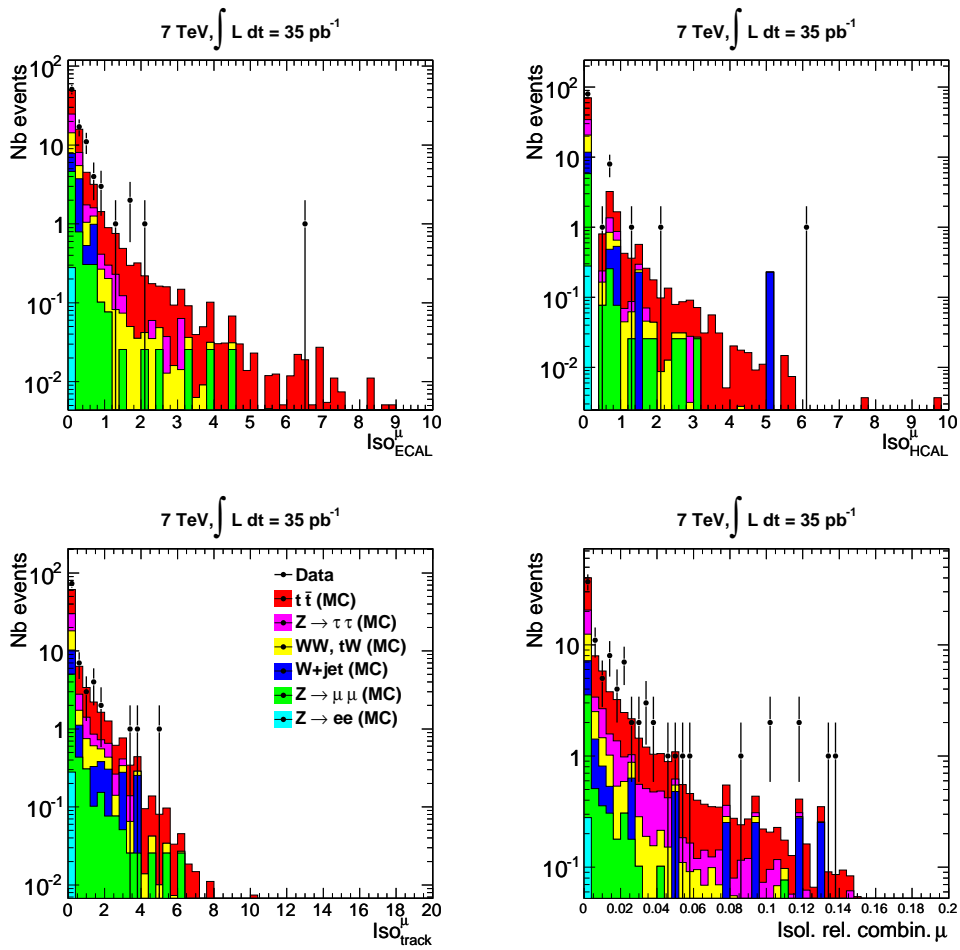 7 TeV, ∫ L dt = 35 pb⁻¹
Nb events
10²
10
1
10⁻¹
10⁻²
0 1 2 3 4 5 6 7 8 9 10
Iso^μ_ECAL
7 TeV, ∫ L dt = 35 pb⁻¹
Nb events
10²
10
1
10⁻¹
10⁻²
0 1 2 3 4 5 6 7 8 9 10
Iso^μ_HCAL
7 TeV, ∫ L dt = 35 pb⁻¹
Nb events
10²
10
1
10⁻¹
10⁻²
0 2 4 6 8 10 12 14 16 18 20
Iso^μ_track
Data
t t̄ (MC)
Z → τ τ (MC)
WW, tW (MC)
W+jet (MC)
Z → μ μ (MC)
Z → ee (MC)
7 TeV, ∫ L dt = 35 pb⁻¹
Nb events
10
1
10⁻¹
0 0.02 0.04 0.06 0.08 0.1 0.12 0.14 0.16 0.18 0.2
Isol. rel. combin. μ